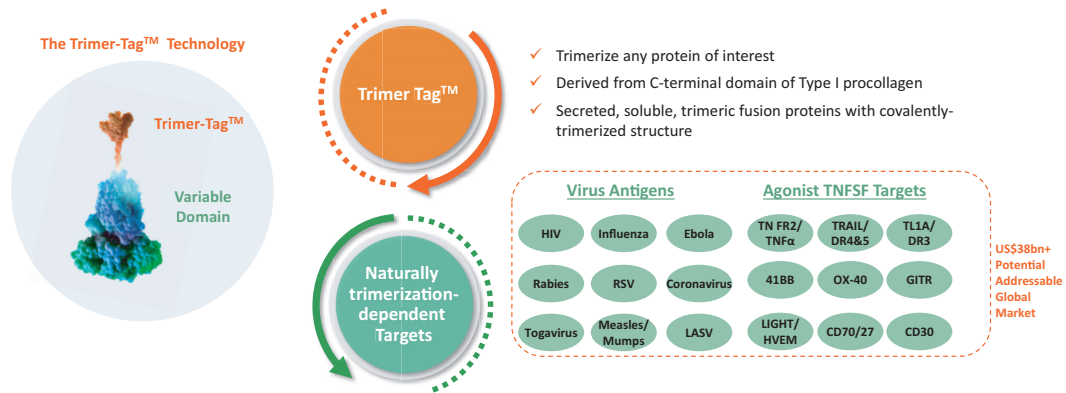 The Trimer-Tag™ Technology
Trimer-Tag™
Variable
Domain
Trimer Tag™
✓ Trimerize any protein of interest
✓ Derived from C-terminal domain of Type I procollagen
✓ Secreted, soluble, trimeric fusion proteins with covalently-
trimerized structure
Naturally
trimerization-
dependent
Targets
Virus Antigens
HIV
Influenza
Ebola
Rabies
RSV
Coronavirus
Togavirus
Measles/
Mumps
LASV
Agonist TNFSF Targets
TN FR2/
TNFα
TRAIL/
DR4&5
TL1A/
DR3
41BB
OX-40
GITR
LIGHT/
HVEM
CD70/27
CD30
US$38bn+
Potential
Addressable
Global
Market